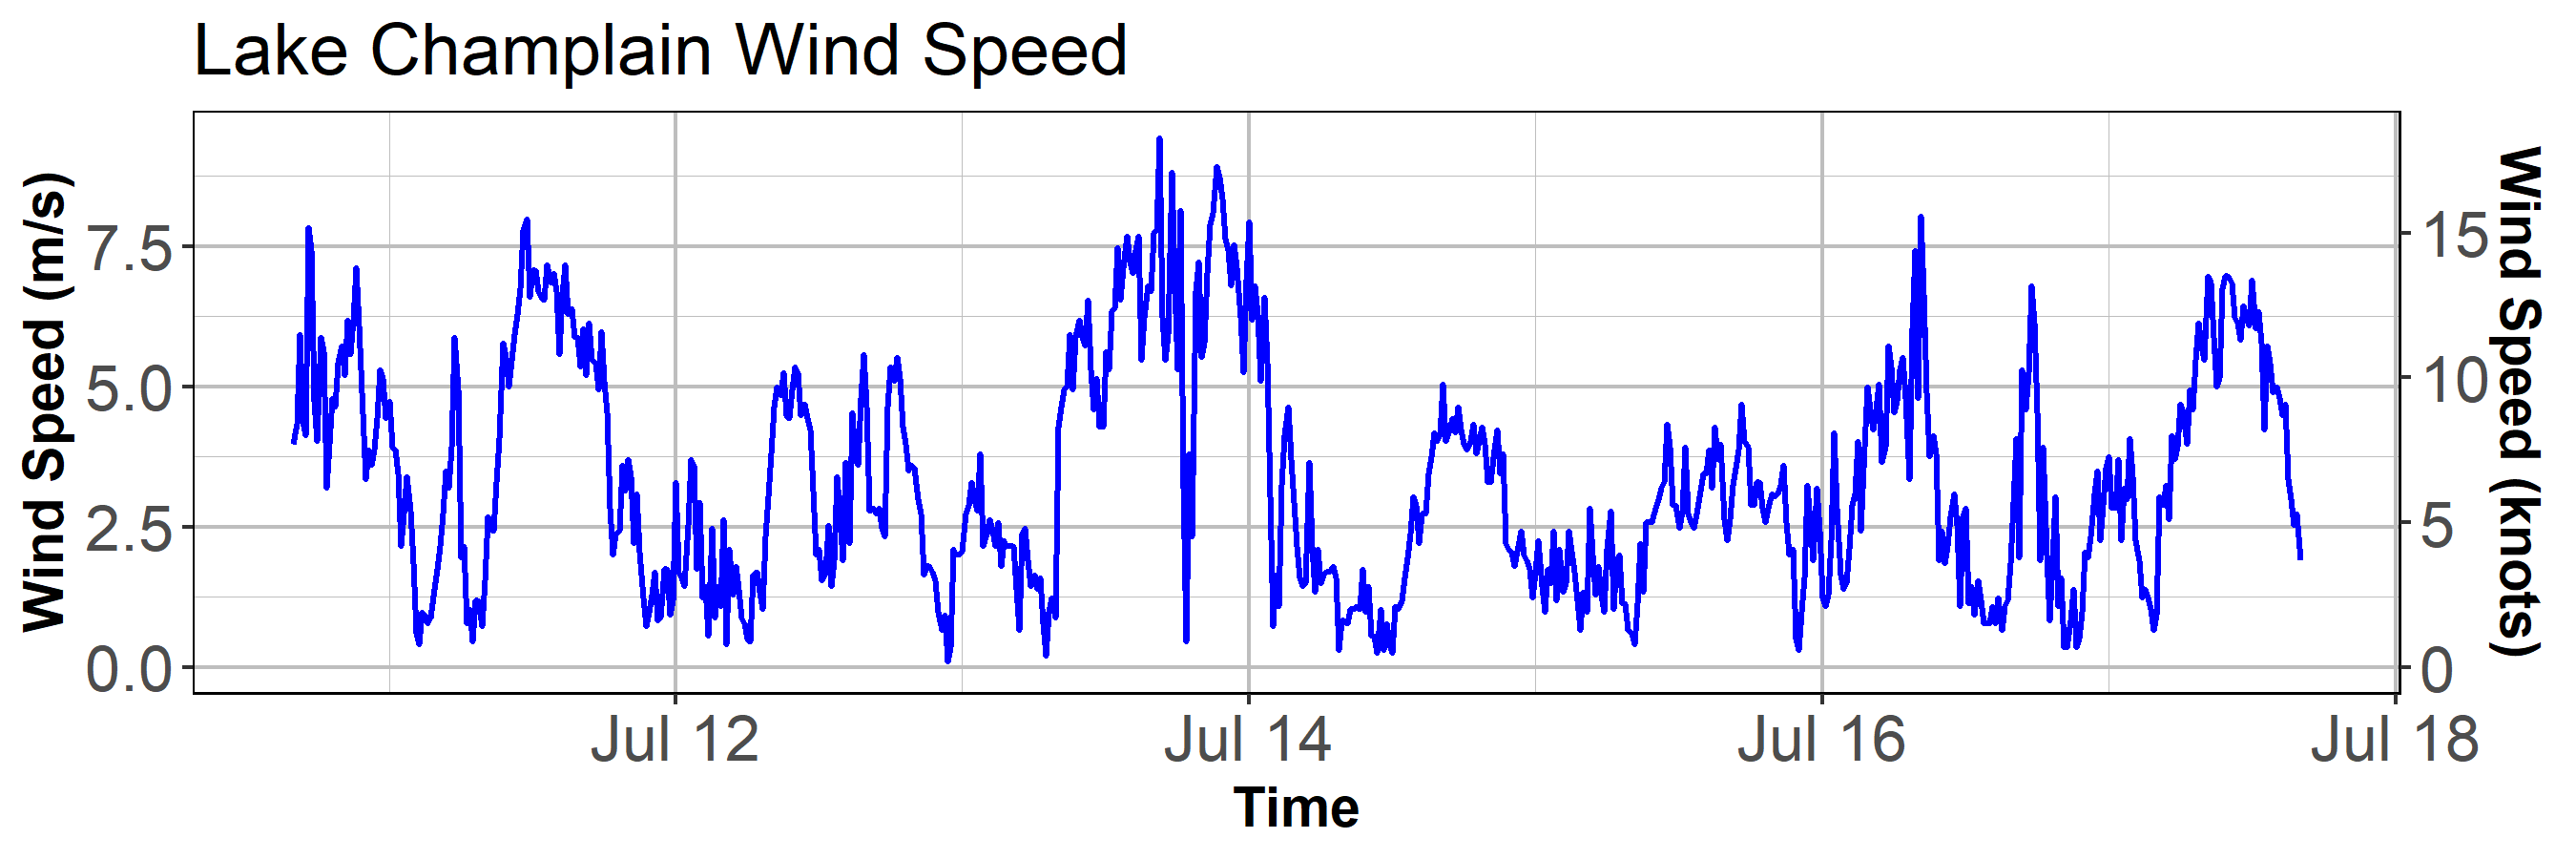 Lake Champlain Wind Speed
Wind Speed (m/s)
7.5
5.0
2.5
0.0
15
10
5
0
Wind Speed (knots)
Jul 12
Jul 14
Jul 16
Jul 18
Time